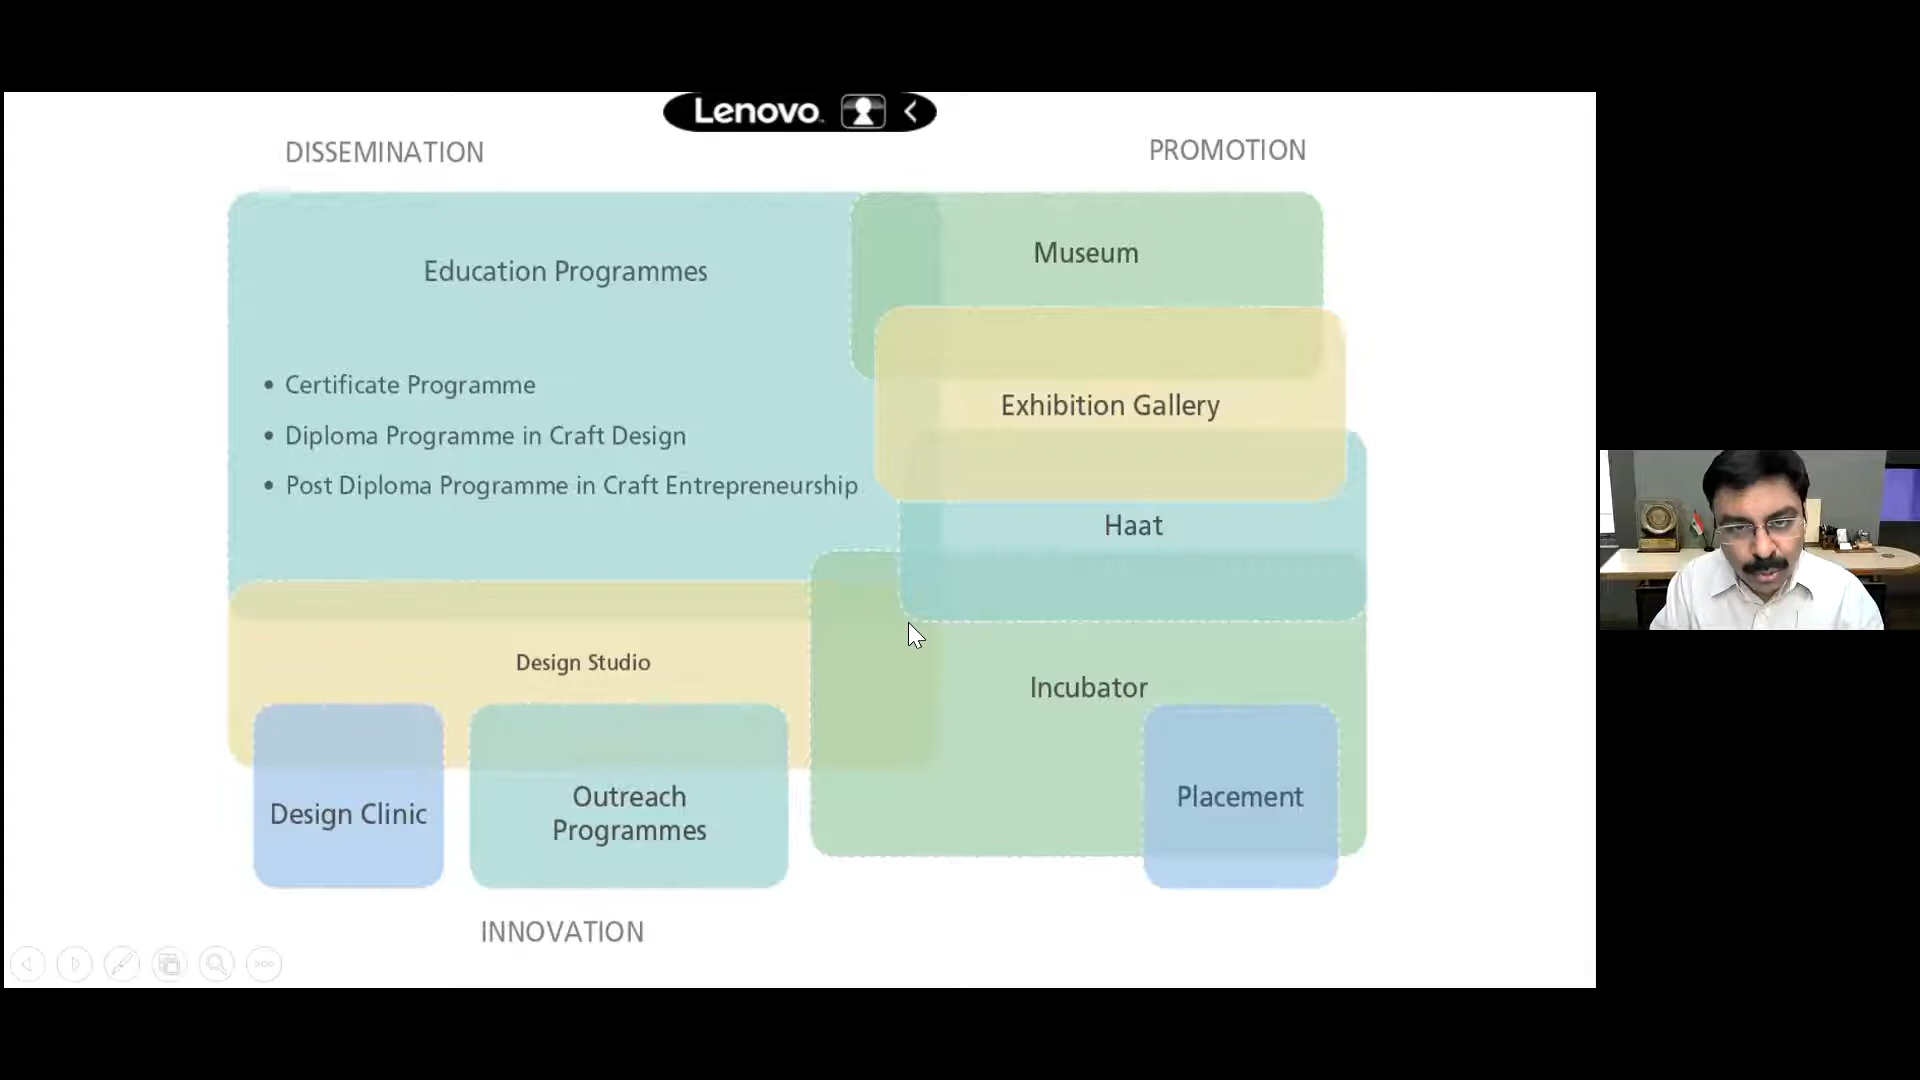 Lenovo
DISSEMINATION
PROMOTION
Education Programmes
• Certificate Programme
• Diploma Programme in Craft Design
• Post Diploma Programme in Craft Entrepreneurship
Museum
Exhibition Gallery
Haat
Design Studio
Incubator
Design Clinic
Outreach
Programmes
Placement
INNOVATION